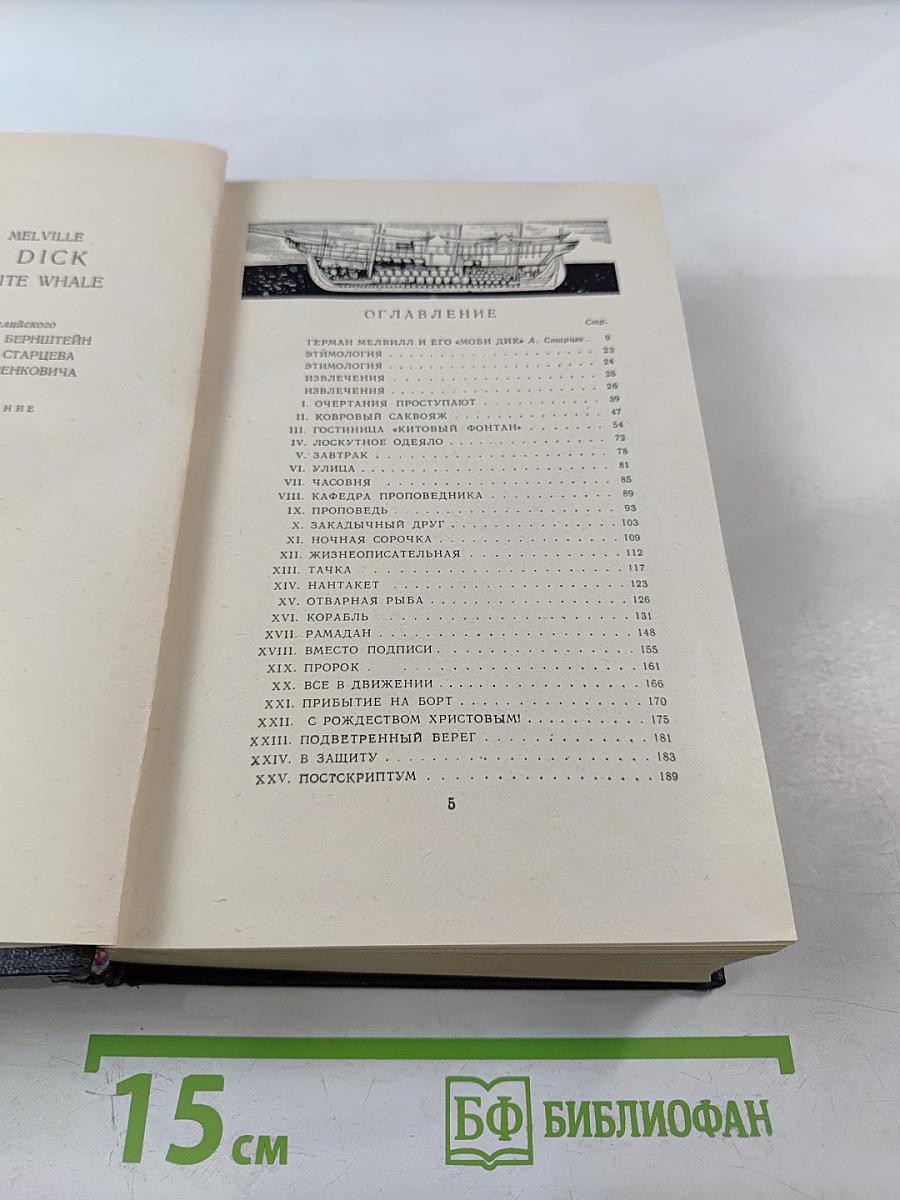 MELVILLE
DICK
ITE WHALE
лийского
БЕРНШТЕЙН
СТАРЦЕВА
ЕНКОВИЧА
НИЕ
ОГЛАВЛЕНИЕ
Стр.
ГЕРМАН МЕЛВИЛЛ И ЕГО «МОБИ ДИК» А. Старцев . 9
ЭТИМОЛОГИЯ . . . . . . . . . . . . . . . . . . 23
ЭТИМОЛОГИЯ . . . . . . . . . . . . . . . . . . 24
ИЗВЛЕЧЕНИЯ . . . . . . . . . . . . . . . . . . 25
ИЗВЛЕЧЕНИЯ . . . . . . . . . . . . . . . . . . 26
I. ОЧЕРТАНИЯ ПРОСТУПАЮТ . . . . . . . . . . . 39
II. КОВРОВЫЙ САКВОЯЖ . . . . . . . . . . . . . 47
III. ГОСТИНИЦА «КИТОВЫЙ ФОНТАН» . . . . . . . 54
IV. ЛОСКУТНОЕ ОДЕЯЛО . . . . . . . . . . . . . 72
V. ЗАВТРАК . . . . . . . . . . . . . . . . . . 78
VI. УЛИЦА . . . . . . . . . . . . . . . . . . . 81
VII. ЧАСОВНЯ . . . . . . . . . . . . . . . . . 85
VIII. КАФЕДРА ПРОПОВЕДНИКА . . . . . . . . . . 89
IX. ПРОПОВЕДЬ . . . . . . . . . . . . . . . . 93
X. ЗАКАДЫЧНЫЙ ДРУГ . . . . . . . . . . . . . 103
XI. НОЧНАЯ СОРОЧКА . . . . . . . . . . . . . . 109
XII. ЖИЗНЕОПИСАТЕЛЬНАЯ . . . . . . . . . . . . 112
XIII. ТАЧКА . . . . . . . . . . . . . . . . . . 117
XIV. НАНТАКЕТ . . . . . . . . . . . . . . . . 123
XV. ОТВАРНАЯ РЫБА . . . . . . . . . . . . . . 126
XVI. КОРАБЛЬ . . . . . . . . . . . . . . . . . 131
XVII. РАМАДАН . . . . . . . . . . . . . . . . . 148
XVIII. ВМЕСТО ПОДПИСИ . . . . . . . . . . . . . 155
XIX. ПРОРОК . . . . . . . . . . . . . . . . . 161
XX. ВСЕ В ДВИЖЕНИИ . . . . . . . . . . . . . . 166
XXI. ПРИБЫТИЕ НА БОРТ . . . . . . . . . . . . . 170
XXII. С РОЖДЕСТВОМ ХРИСТОВЫМ! . . . . . . . . . 175
XXIII. ПОДВЕТРЕННЫЙ БЕРЕГ . . . . . . . . . . . 181
XXIV. В ЗАЩИТУ . . . . . . . . . . . . . . . . 183
XXV. ПОСТСКРИПТУМ . . . . . . . . . . . . . . . 189
5
15 см
БФ БИБЛИОФАН